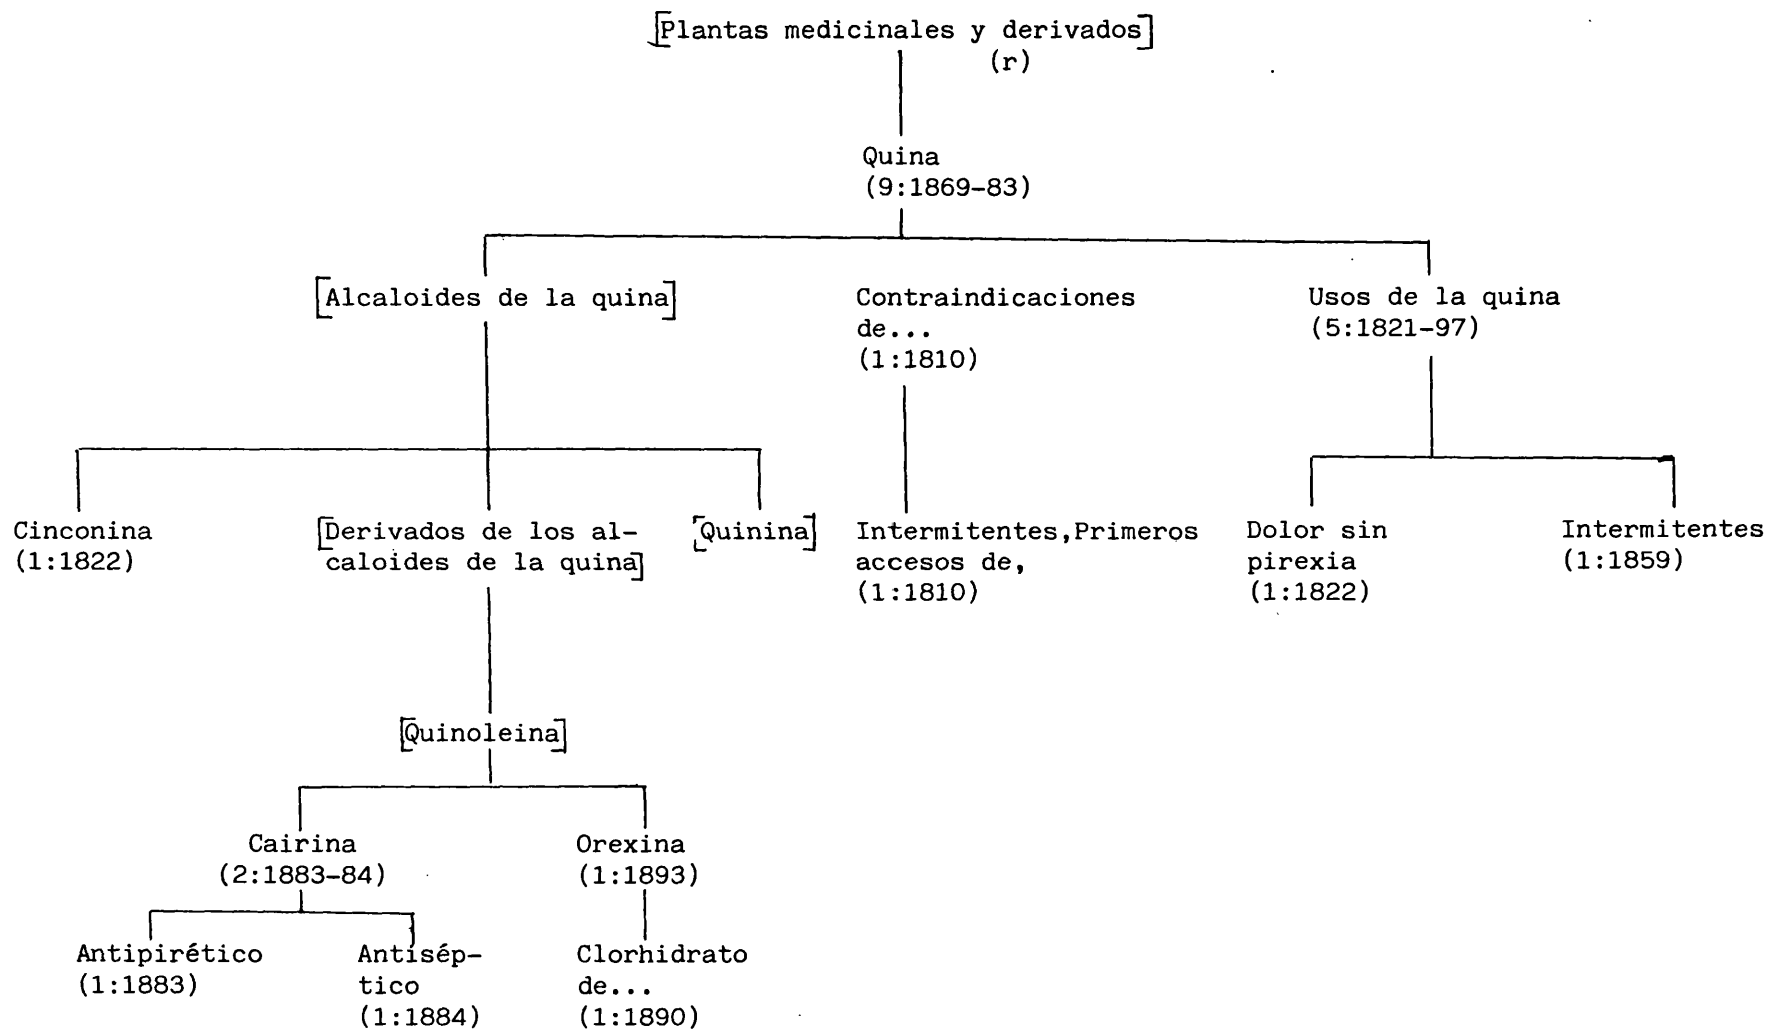 [Plantas medicinales y derivados]
(r)
Quina
(9:1869-83)
[Alcaloides de la quina]
Contraindicaciones
de...
(1:1810)
Usos de la quina
(5:1821-97)
Cinconina
(1:1822)
[Derivados de los al-
caloides de la quina]
[Quinina]
Intermitentes,Primeros
accesos de,
(1:1810)
Dolor sin
pirexia
(1:1822)
Intermitentes
(1:1859)
[Quinoleina]
Cairina
(2:1883-84)
Orexina
(1:1893)
Antipirético
(1:1883)
Antisép-
tico
(1:1884)
Clorhidrato
de...
(1:1890)